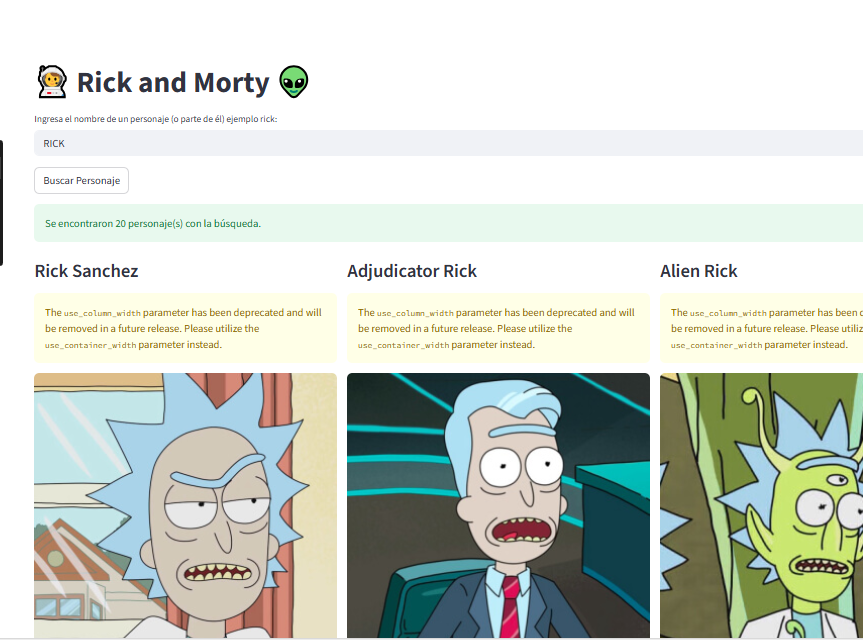 Rick and Morty
Ingresa el nombre de un personaje (o parte de él) ejemplo rick:
RICK
Buscar Personaje
Se encontraron 20 personaje(s) con la búsqueda.
Rick Sanchez
The use_column_width parameter has been deprecated and will
be removed in a future release. Please utilize the
use_container_width parameter instead.
Adjudicator Rick
The use_column_width parameter has been deprecated and will
be removed in a future release. Please utilize the
use_container_width parameter instead.
Alien Rick
The use_column_width parameter has been
be removed in a future release. Please
use_container_width parameter instead.